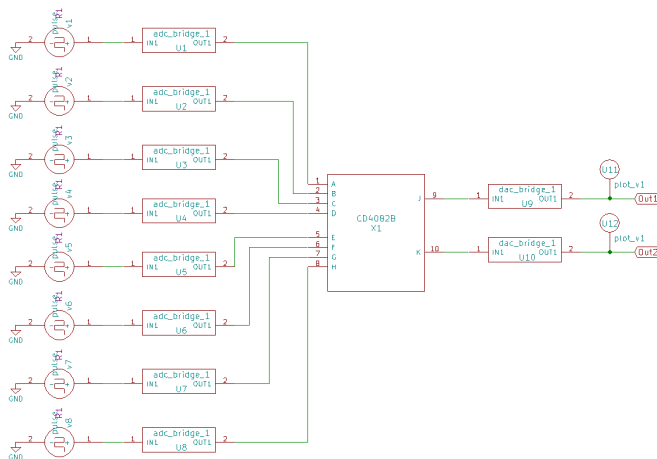 pulse R1 v1
GND 2 1 1 IN1 adc_bridge_1 OUT1 2
U1
pulse R1 v2
GND 2 1 1 IN1 adc_bridge_1 OUT1 2
U2
pulse R1 v3
GND 2 1 1 IN1 adc_bridge_1 OUT1 2
U3
pulse R1 v4
GND 2 1 1 IN1 adc_bridge_1 OUT1 2
U4
pulse R1 v5
GND 2 1 1 IN1 adc_bridge_1 OUT1 2
U5
pulse R1 v6
GND 2 1 1 IN1 adc_bridge_1 OUT1 2
U6
pulse R1 v7
GND 2 1 1 IN1 adc_bridge_1 OUT1 2
U7
pulse R1 v8
GND 2 1 1 IN1 adc_bridge_1 OUT1 2
U8
1 A
2 B
3 C
4 D
5 E
6 F
7 G
8 H
CD4082B
X1
J 9
K 10
1 IN1 dac_bridge_1 OUT1 2
U9
U11
plot_v1
Out1
1 IN1 dac_bridge_1 OUT1 2
U10
U12
plot_v1
Out2